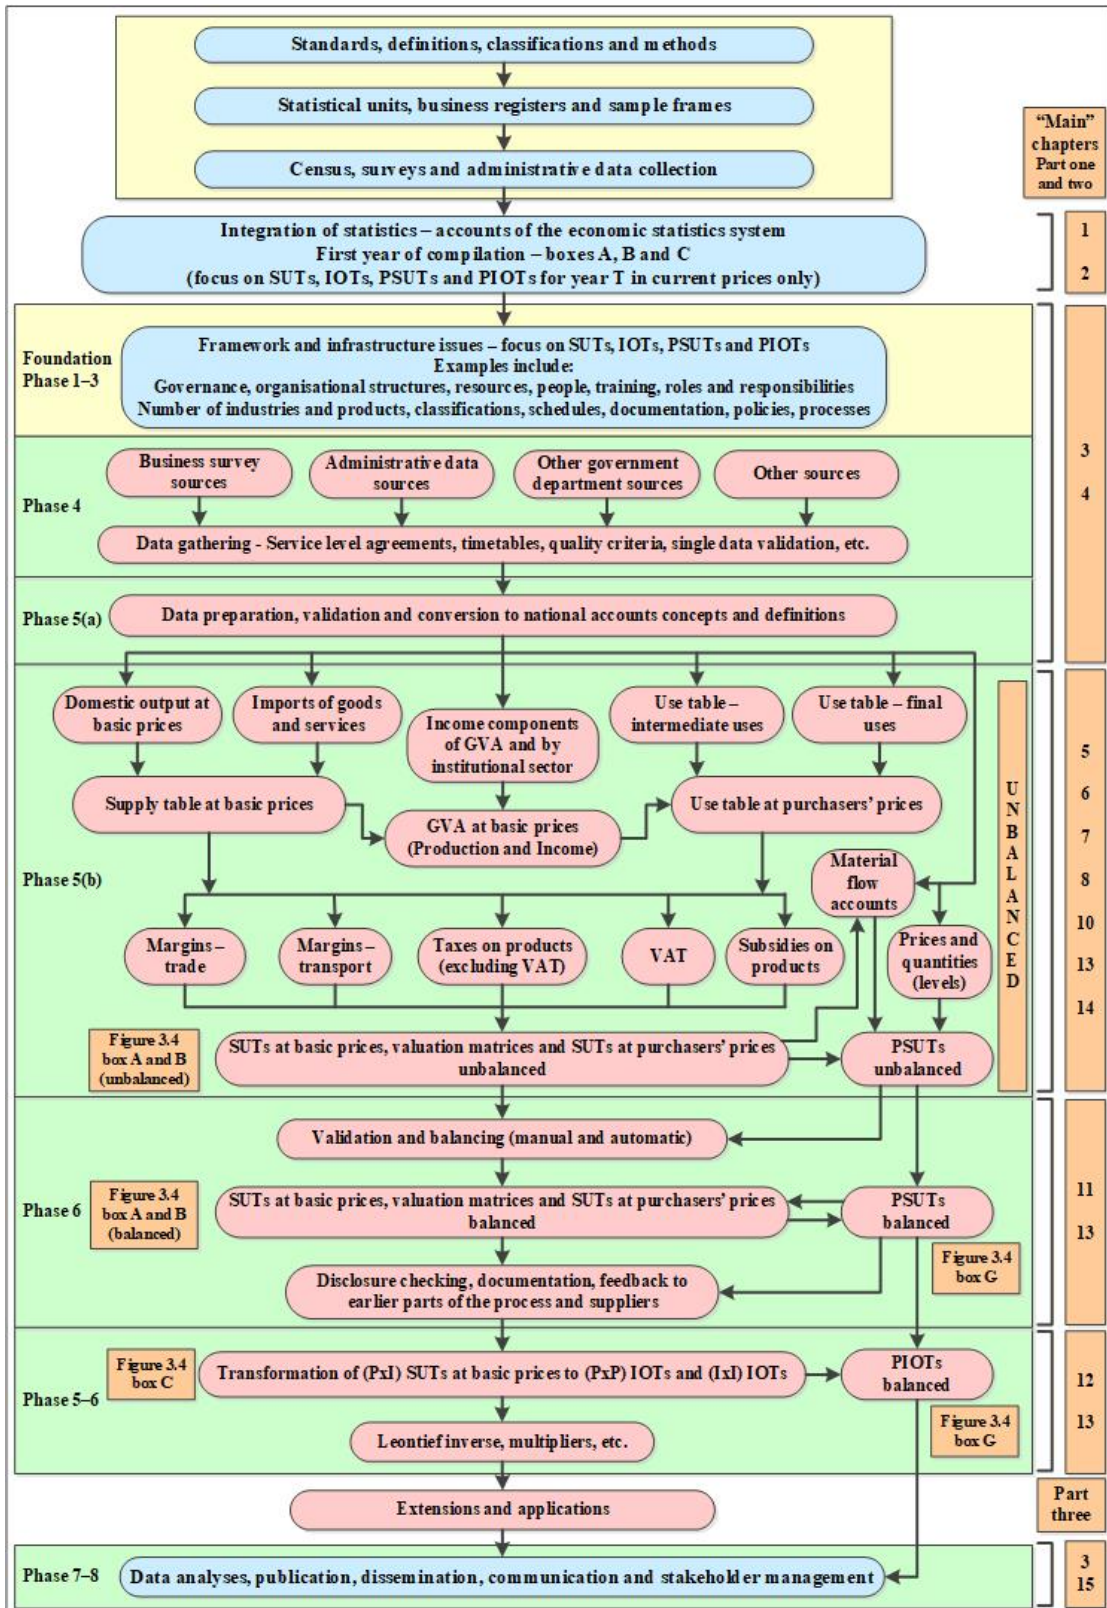 Standards, definitions, classifications and methods
Statistical units, business registers and sample frames
Census, surveys and administrative data collection
“Main”
chapters
Part one
and two
Integration of statistics – accounts of the economic statistics system
First year of compilation – boxes A, B and C
(focus on SUTs, IOTs, PSUTs and PIOTs for year T in current prices only)
1
2
Foundation
Phase 1–3
Framework and infrastructure issues – focus on SUTs, IOTs, PSUTs and PIOTs
Examples include:
Governance, organisational structures, resources, people, training, roles and responsibilities
Number of industries and products, classifications, schedules, documentation, policies, processes
3
4
Phase 4
Business survey
sources
Administrative data
sources
Other government
department sources
Other sources
Data gathering - Service level agreements, timetables, quality criteria, single data validation, etc.
Phase 5(a)
Data preparation, validation and conversion to national accounts concepts and definitions
Phase 5(b)
Domestic output at
basic prices
Imports of goods
and services
Income components
of GVA and by
institutional sector
Use table –
intermediate uses
Use table – final
uses
Supply table at basic prices
GVA at basic prices
(Production and Income)
Use table at purchasers’ prices
Material
flow
accounts
Margins –
trade
Margins –
transport
Taxes on products
(excluding VAT)
VAT
Subsidies on
products
Prices and
quantities
(levels)
UNBALANCED
5
6
7
8
10
13
14
Figure 3.4
box A and B
(unbalanced)
SUTs at basic prices, valuation matrices and SUTs at purchasers’ prices
unbalanced
PSUTs
unbalanced
Phase 6
Validation and balancing (manual and automatic)
Figure 3.4
box A and B
(balanced)
SUTs at basic prices, valuation matrices and SUTs at purchasers’ prices
balanced
PSUTs
balanced
Figure 3.4
box G
Disclosure checking, documentation, feedback to
earlier parts of the process and suppliers
11
13
Phase 5–6
Figure 3.4
box C
Transformation of (PxI) SUTs at basic prices to (PxP) IOTs and (IxI) IOTs
PIOTs
balanced
Figure 3.4
box G
Leontief inverse, multipliers, etc.
12
13
Extensions and applications
Part
three
Phase 7–8
Data analyses, publication, dissemination, communication and stakeholder management
3
15